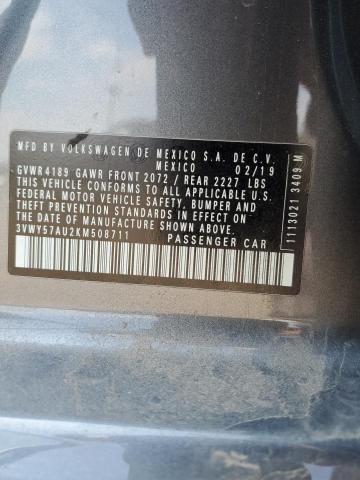 MFD BY VOLKSWAGEN DE MEXICO S.A. DE C.V.
MEXICO 02/19
GVWR4189 GAWR FRONT 2072 / REAR 2227 LBS
THIS VEHICLE CONFORMS TO ALL APPLICABLE U.S.
FEDERAL MOTOR VEHICLE SAFETY, BUMPER AND
THEFT PREVENTION STANDARDS IN EFFECT ON THE
DATE OF MANUFACTURE SHOWN ABOVE.
3VWY57AU2KM508711 PASSENGER CAR
1113021 3409 M